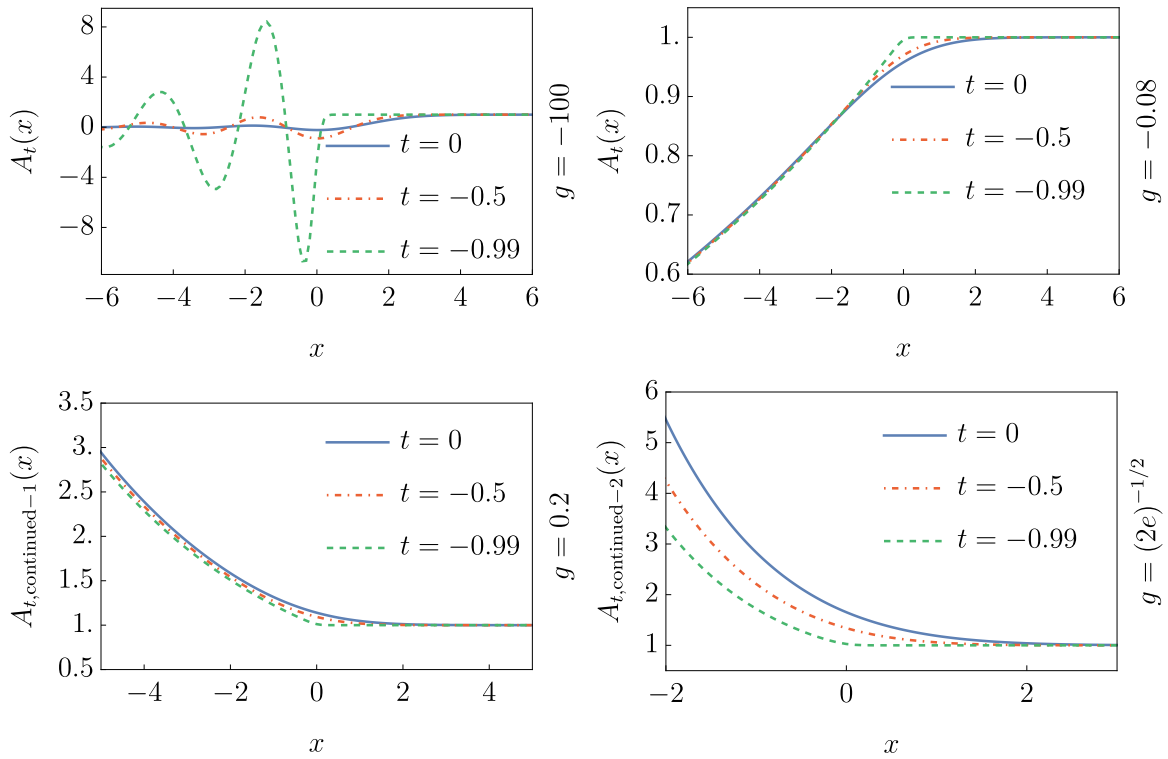 A_t(x)
8
4
0
−4
−8
−6 −4 −2 0 2 4 6
x
t = 0
t = −0.5
t = −0.99
g = −100
A_t(x)
1.
0.9
0.8
0.7
0.6
−6 −4 −2 0 2 4 6
x
t = 0
t = −0.5
t = −0.99
g = −0.08
A_{t,continued−1}(x)
3.5
3.
2.5
2.0
1.5
1.0
0.5
−4 −2 0 2 4
x
t = 0
t = −0.5
t = −0.99
g = 0.2
A_{t,continued−2}(x)
6
5
4
3
2
1
−2 0 2
x
t = 0
t = −0.5
t = −0.99
g = (2e)^{−1/2}